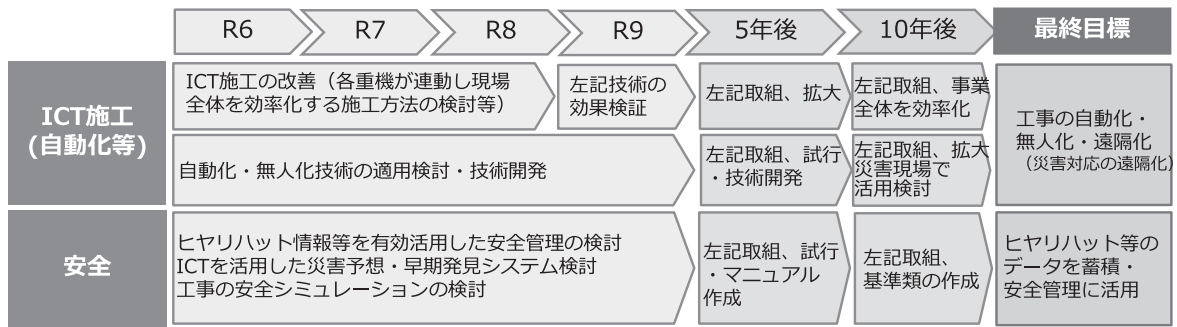 R6
R7
R8
R9
5年後
10年後
最終目標
ICT施工
(自動化等)
ICT施工の改善（各重機が連動し現場
全体を効率化する施工方法の検討等）
左記技術の
効果検証
左記取組、拡大
左記取組、事業
全体を効率化
自動化・無人化技術の適用検討・技術開発
左記取組、試行
・技術開発
左記取組、拡大
災害現場で
活用検討
工事の自動化・
無人化・遠隔化
（災害対応の遠隔化）
安全
ヒヤリハット情報等を有効活用した安全管理の検討
ICTを活用した災害予想・早期発見システム検討
工事の安全シミュレーションの検討
左記取組、試行
・マニュアル
作成
左記取組、
基準類の作成
ヒヤリハット等の
データを蓄積・
安全管理に活用